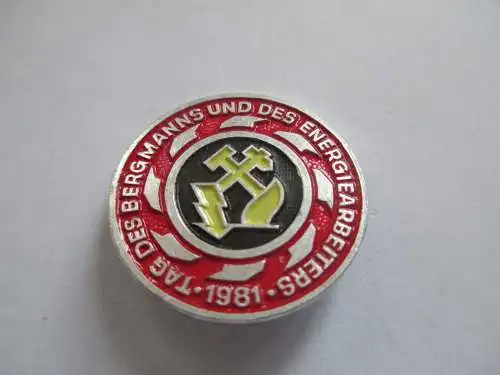 TAG DES BERGMANNS UND DES ENERGIEARBEITERS
· 1981 ·